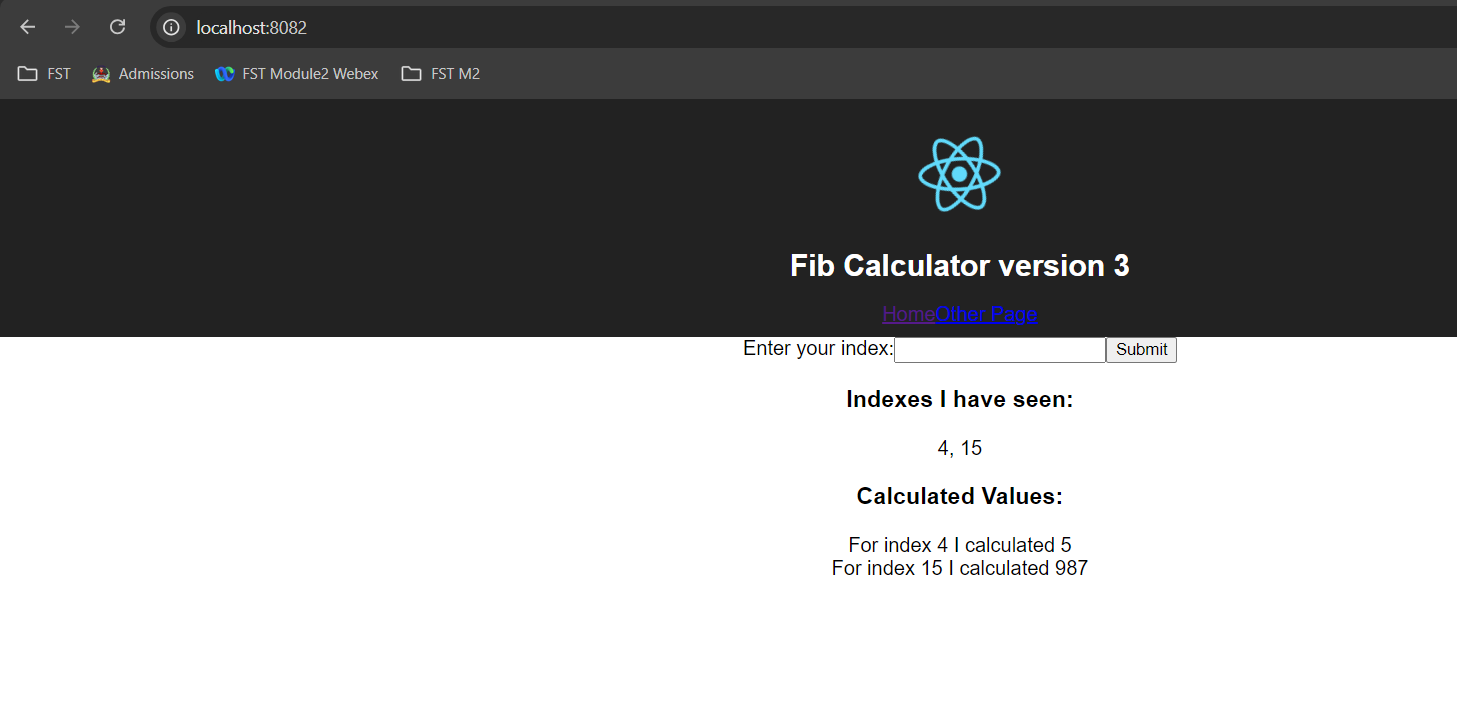 localhost:8082
FST Admissions FST Module2 Webex FST M2
Fib Calculator version 3
HomeOther Page
Enter your index: Submit
Indexes I have seen:
4, 15
Calculated Values:
For index 4 I calculated 5
For index 15 I calculated 987